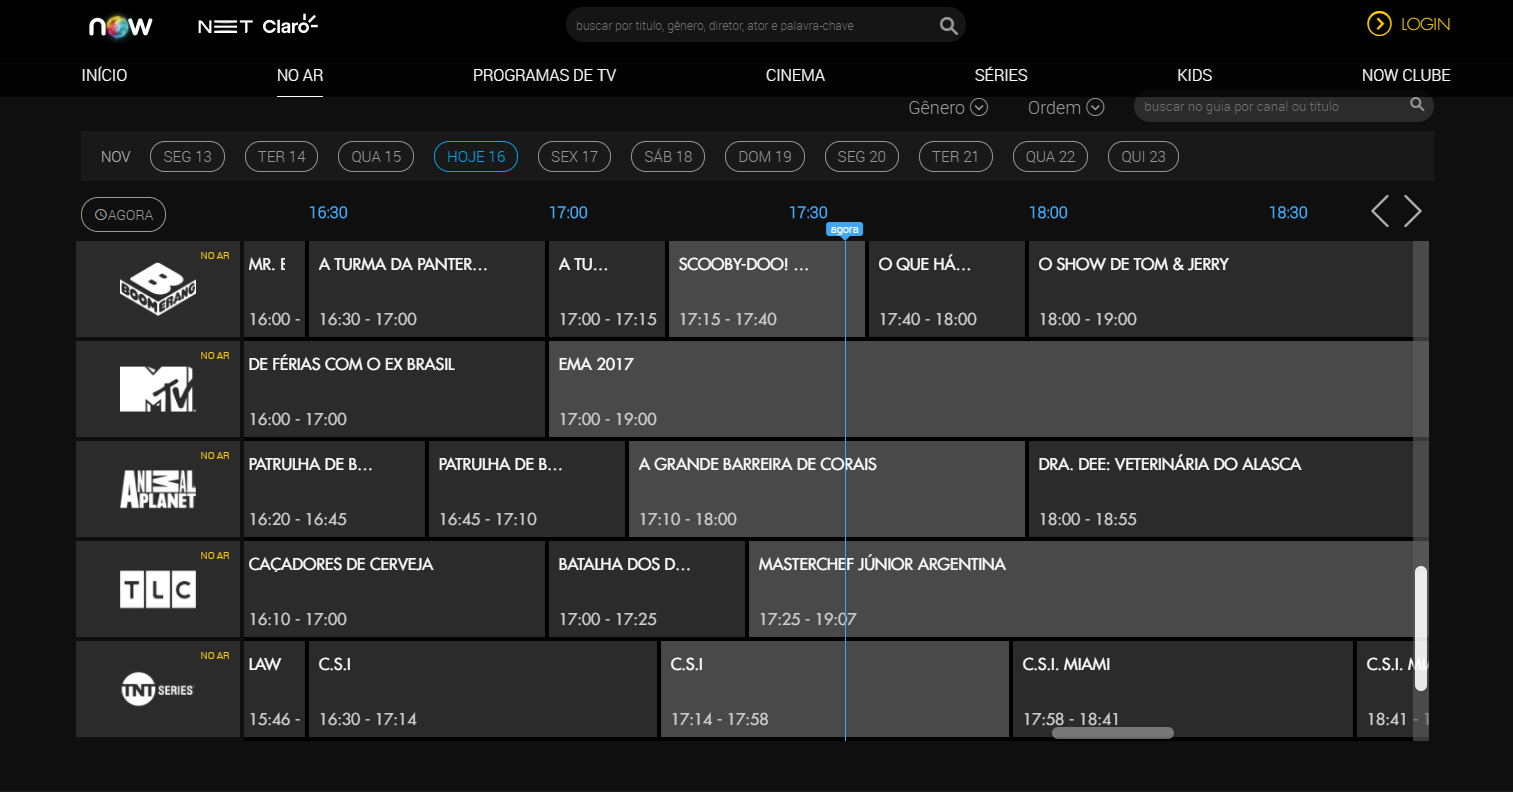 now NET Claro buscar por título, gênero, diretor, ator e palavra-chave LOGIN
INÍCIO NO AR PROGRAMAS DE TV CINEMA SÉRIES KIDS NOW CLUBE
Gênero Ordem buscar no guia por canal ou título
NOV SEG 13 TER 14 QUA 15 HOJE 16 SEX 17 SÁB 18 DOM 19 SEG 20 TER 21 QUA 22 QUI 23
AGORA 16:30 17:00 17:30 18:00 18:30
agora
NO AR
BOOMERANG
MR. B A TURMA DA PANTER... A TU... SCOOBY-DOO! ... O QUE HÁ... O SHOW DE TOM & JERRY
16:00 - 16:30 - 17:00 17:00 - 17:15 17:15 - 17:40 17:40 - 18:00 18:00 - 19:00
NO AR
MTV
DE FÉRIAS COM O EX BRASIL EMA 2017
16:00 - 17:00 17:00 - 19:00
NO AR
ANIMAL PLANET
PATRULHA DE B... PATRULHA DE B... A GRANDE BARREIRA DE CORAIS DRA. DEE: VETERINÁRIA DO ALASCA
16:20 - 16:45 16:45 - 17:10 17:10 - 18:00 18:00 - 18:55
NO AR
TLC
CAÇADORES DE CERVEJA BATALHA DOS D... MASTERCHEF JÚNIOR ARGENTINA
16:10 - 17:00 17:00 - 17:25 17:25 - 19:07
NO AR
TNT SERIES
LAW C.S.I C.S.I C.S.I. MIAMI C.S.I.
15:46 - 16:30 - 17:14 17:14 - 17:58 17:58 - 18:41 18:41 -